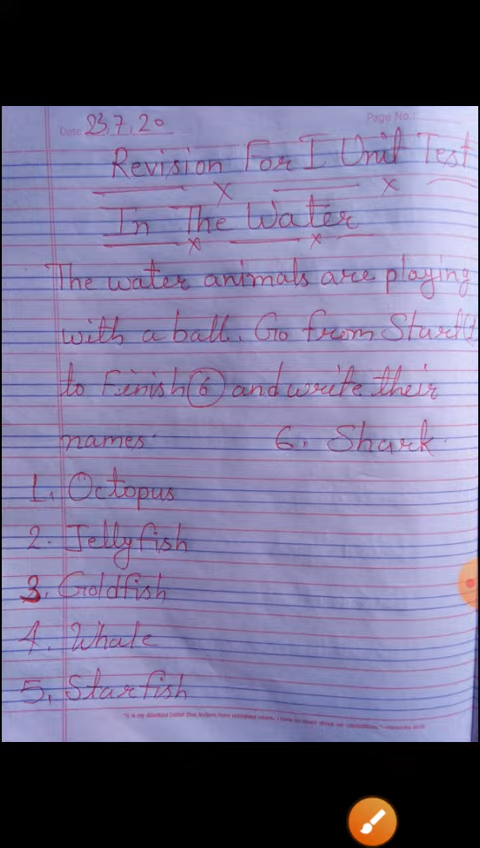 Date 23.7.20
Page No.:
Revision For I Unit Test
In The Water
The water animals are playing
with a ball. Go from Start (1
to Finish (6) and write their
names.
6. Shark.
1. Octopus
2. Jellyfish
3. Goldfish
4. Whale
5. Starfish